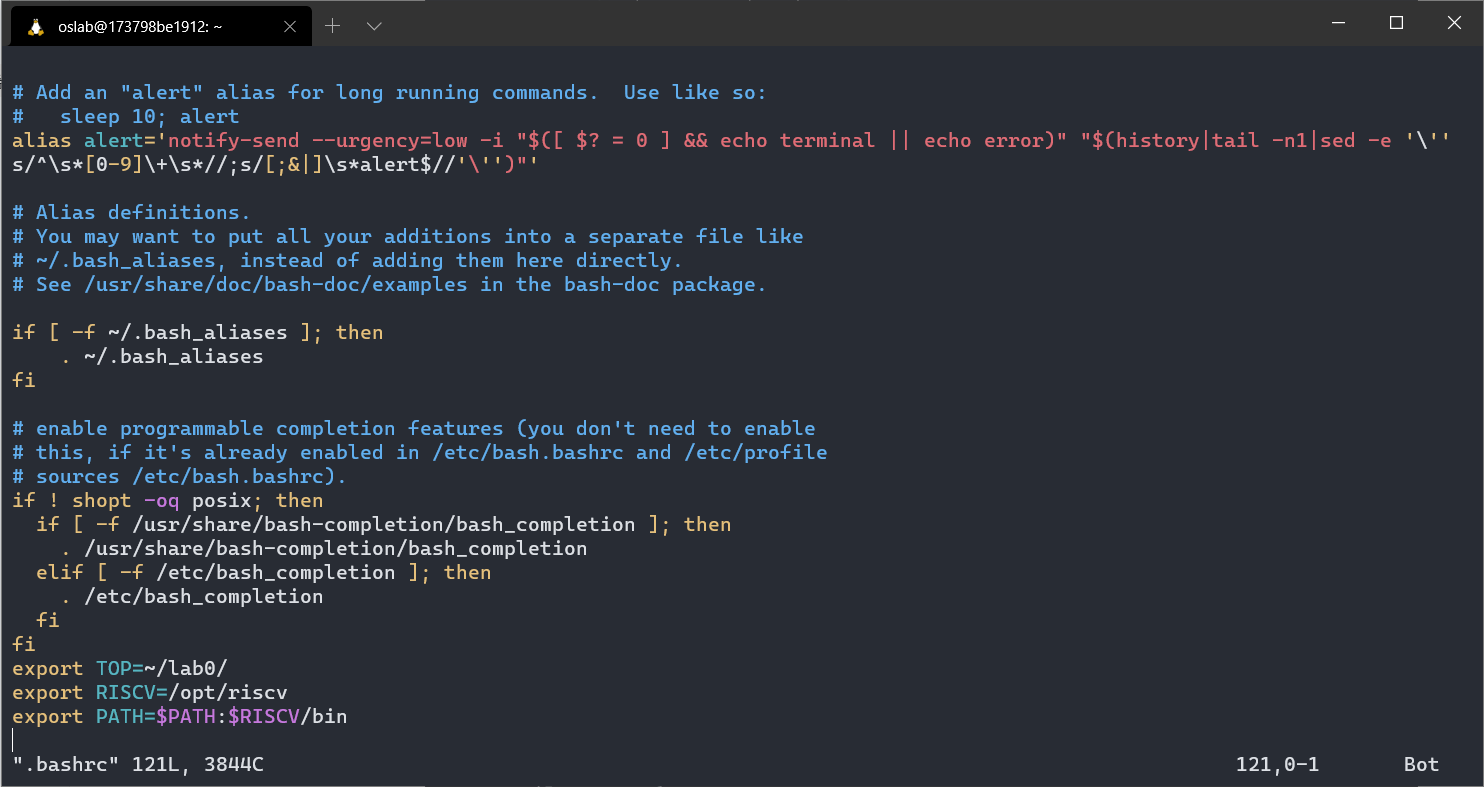 oslab@173798be1912: ~
# Add an "alert" alias for long running commands.  Use like so:
#   sleep 10; alert
alias alert='notify-send --urgency=low -i "$([ $? = 0 ] && echo terminal || echo error)" "$(history|tail -n1|sed -e '\''
s/^\s*[0-9]\+\s*//;s/[;&|]\s*alert$//'\'')"'
# Alias definitions.
# You may want to put all your additions into a separate file like
# ~/.bash_aliases, instead of adding them here directly.
# See /usr/share/doc/bash-doc/examples in the bash-doc package.
if [ -f ~/.bash_aliases ]; then
    . ~/.bash_aliases
fi
# enable programmable completion features (you don't need to enable
# this, if it's already enabled in /etc/bash.bashrc and /etc/profile
# sources /etc/bash.bashrc).
if ! shopt -oq posix; then
  if [ -f /usr/share/bash-completion/bash_completion ]; then
    . /usr/share/bash-completion/bash_completion
  elif [ -f /etc/bash_completion ]; then
    . /etc/bash_completion
  fi
fi
export TOP=~/lab0/
export RISCV=/opt/riscv
export PATH=$PATH:$RISCV/bin
".bashrc" 121L, 3844C 121,0-1 Bot